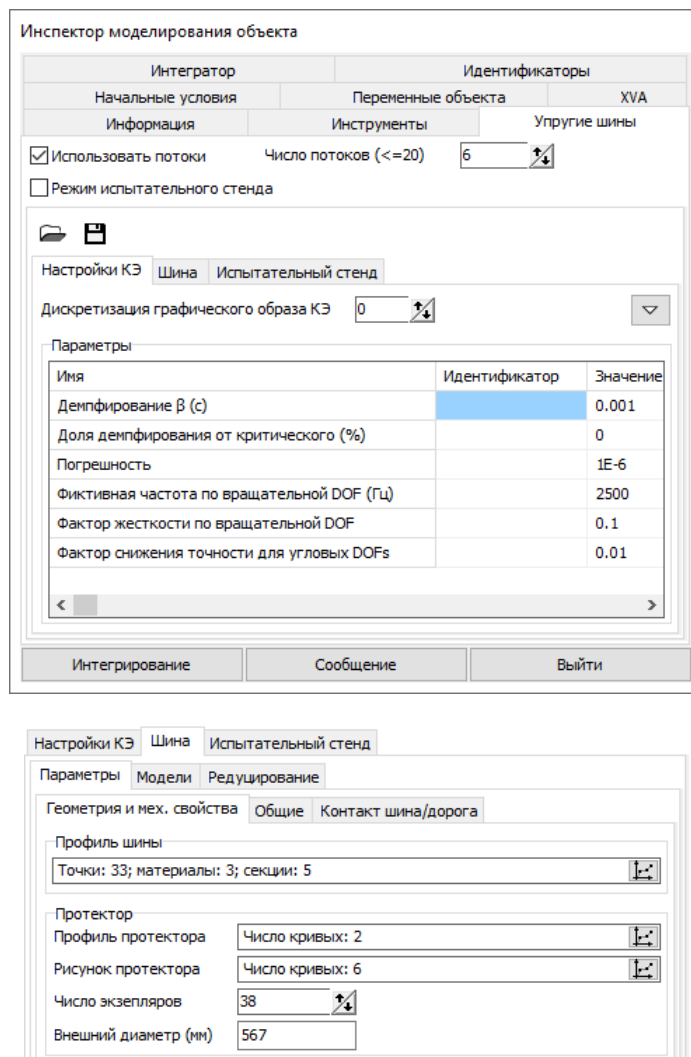 Инспектор моделирования объекта
Интегратор Идентификаторы
Начальные условия Переменные объекта XVA
Информация Инструменты Упругие шины
Использовать потоки Число потоков (<=20) 6
Режим испытательного стенда
Настройки КЭ Шина Испытательный стенд
Дискретизация графического образа КЭ 0
Параметры
Имя Идентификатор Значение
Демпфирование β (с) 0.001
Доля демпфирования от критического (%) 0
Погрешность 1E-6
Фиктивная частота по вращательной DOF (Гц) 2500
Фактор жесткости по вращательной DOF 0.1
Фактор снижения точности для угловых DOFs 0.01
Интегрирование Сообщение Выйти
Настройки КЭ Шина Испытательный стенд
Параметры Модели Редуцирование
Геометрия и мех. свойства Общие Контакт шина/дорога
Профиль шины
Точки: 33; материалы: 3; секции: 5
Протектор
Профиль протектора Число кривых: 2
Рисунок протектора Число кривых: 6
Число экзепляров 38
Внешний диаметр (мм) 567